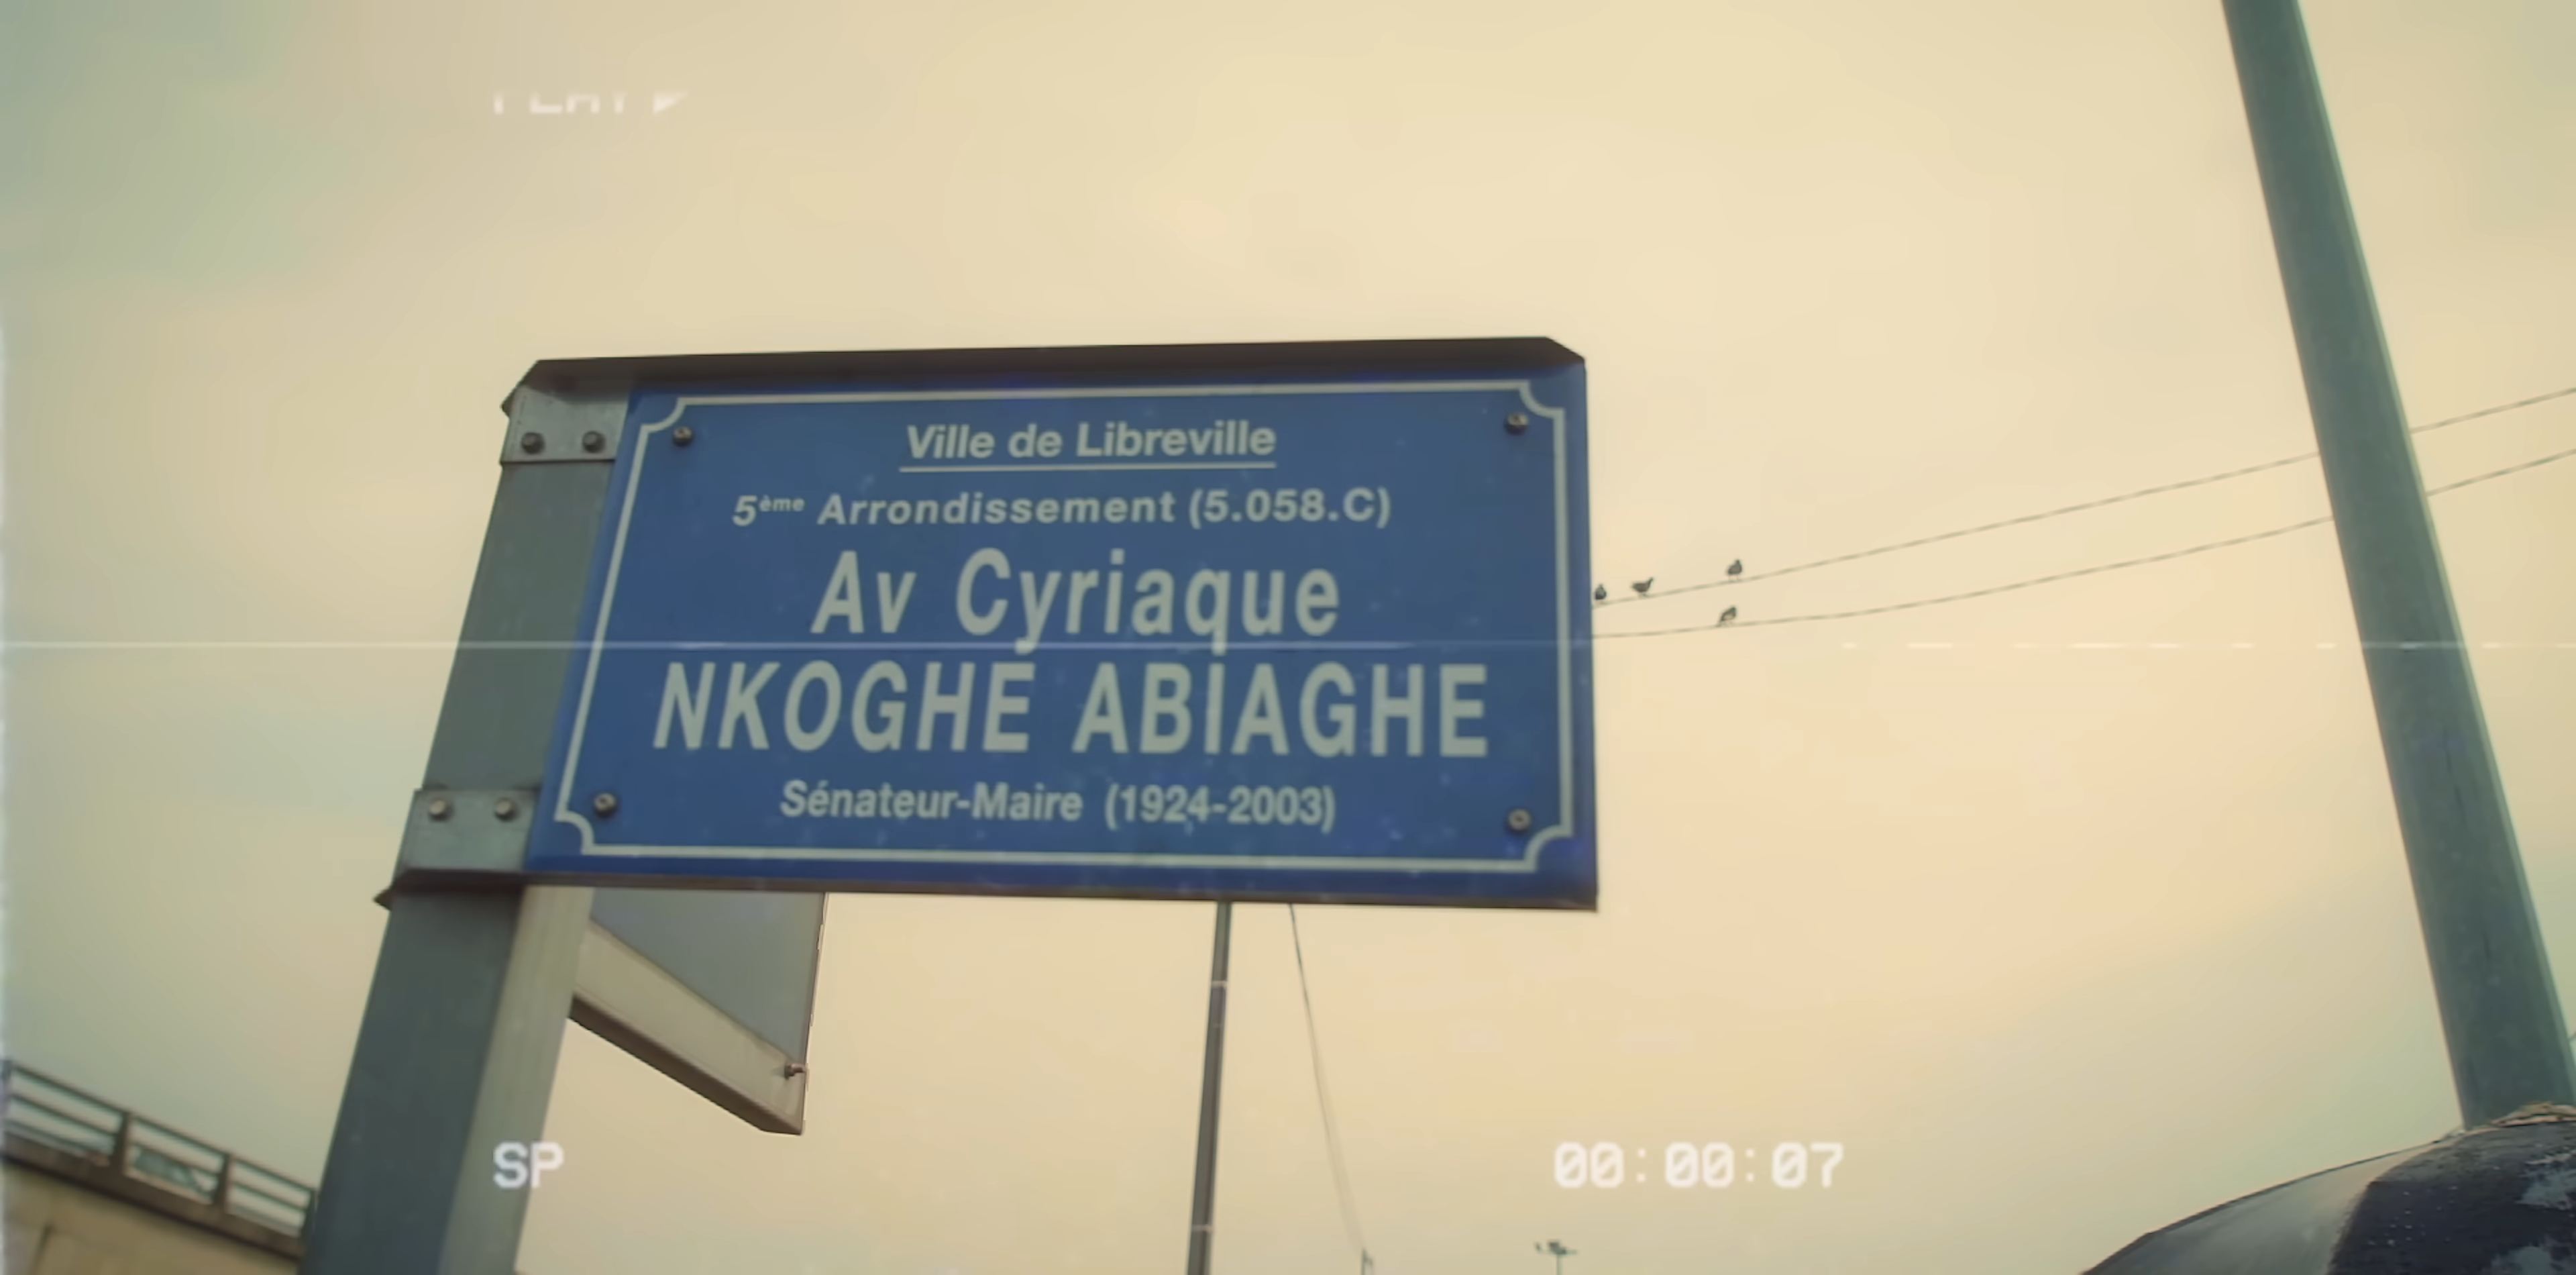 Ville de Libreville
5ème Arrondissement (5.058.C)
Av Cyriaque
NKOGHE ABIAGHE
Sénateur-Maire (1924-2003)
SP
00:00:07